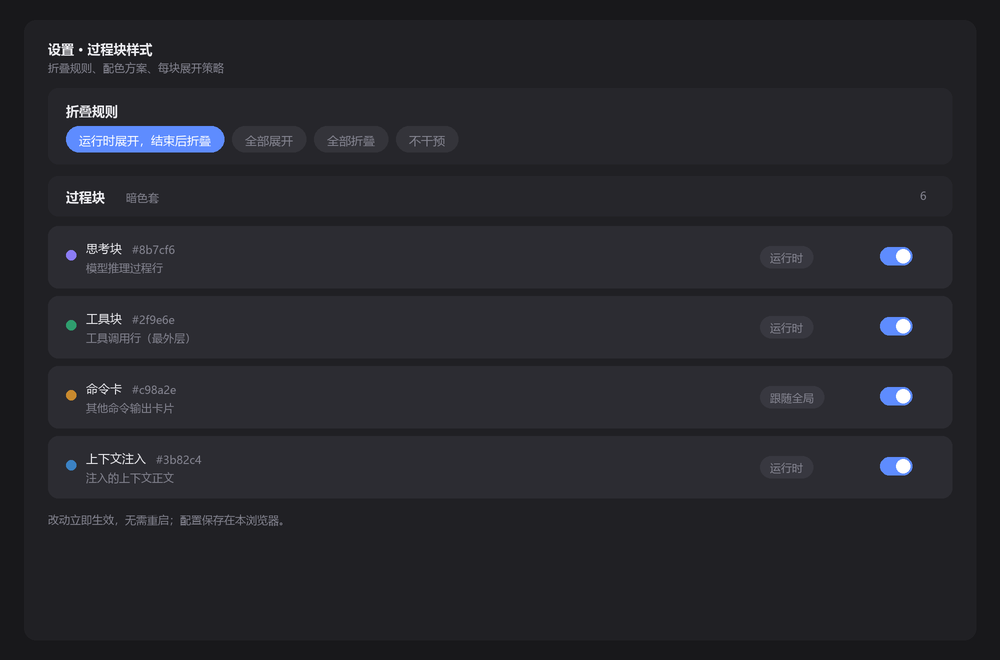 设置·过程块样式
折叠规则、配色方案、每块展开策略
折叠规则
运行时展开，结束后折叠 全部展开 全部折叠 不干预
过程块 暗色套 6
思考块 #8b7cf6
模型推理过程行
运行时
工具块 #2f9e6e
工具调用行（最外层）
运行时
命令卡 #c98a2e
其他命令输出卡片
跟随全局
上下文注入 #3b82c4
注入的上下文正文
运行时
改动立即生效，无需重启；配置保存在本浏览器。